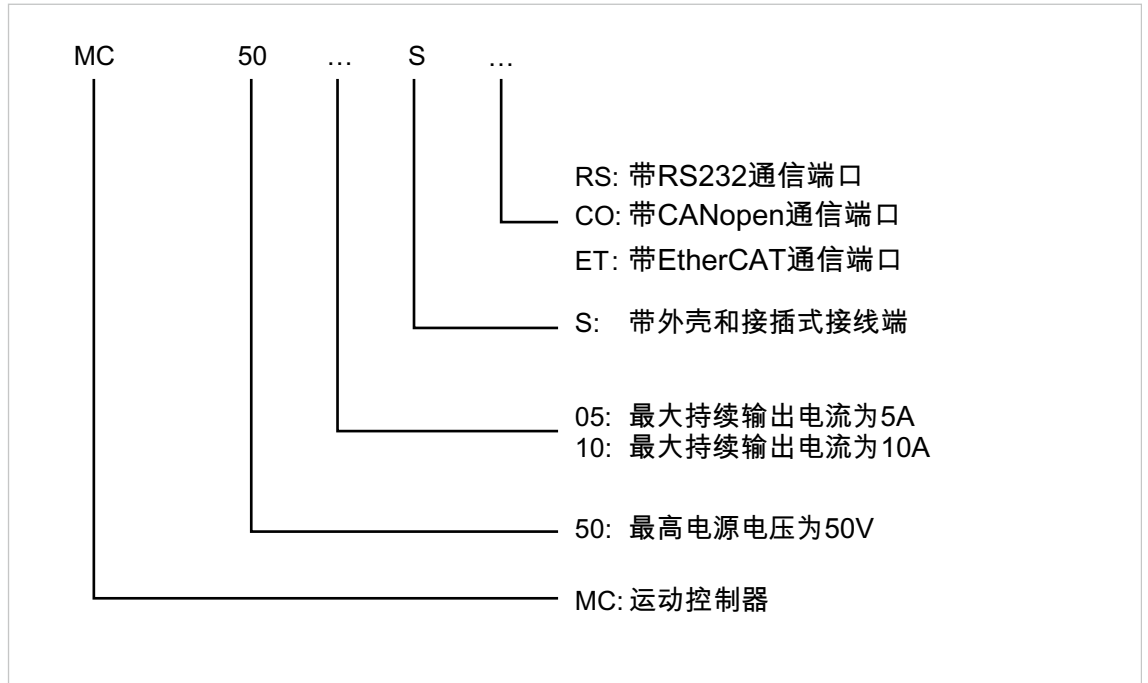 MC 50 … S …
RS: 带RS232通信端口
CO: 带CANopen通信端口
ET: 带EtherCAT通信端口
S: 带外壳和接插式接线端
05: 最大持续输出电流为5A
10: 最大持续输出电流为10A
50: 最高电源电压为50V
MC: 运动控制器